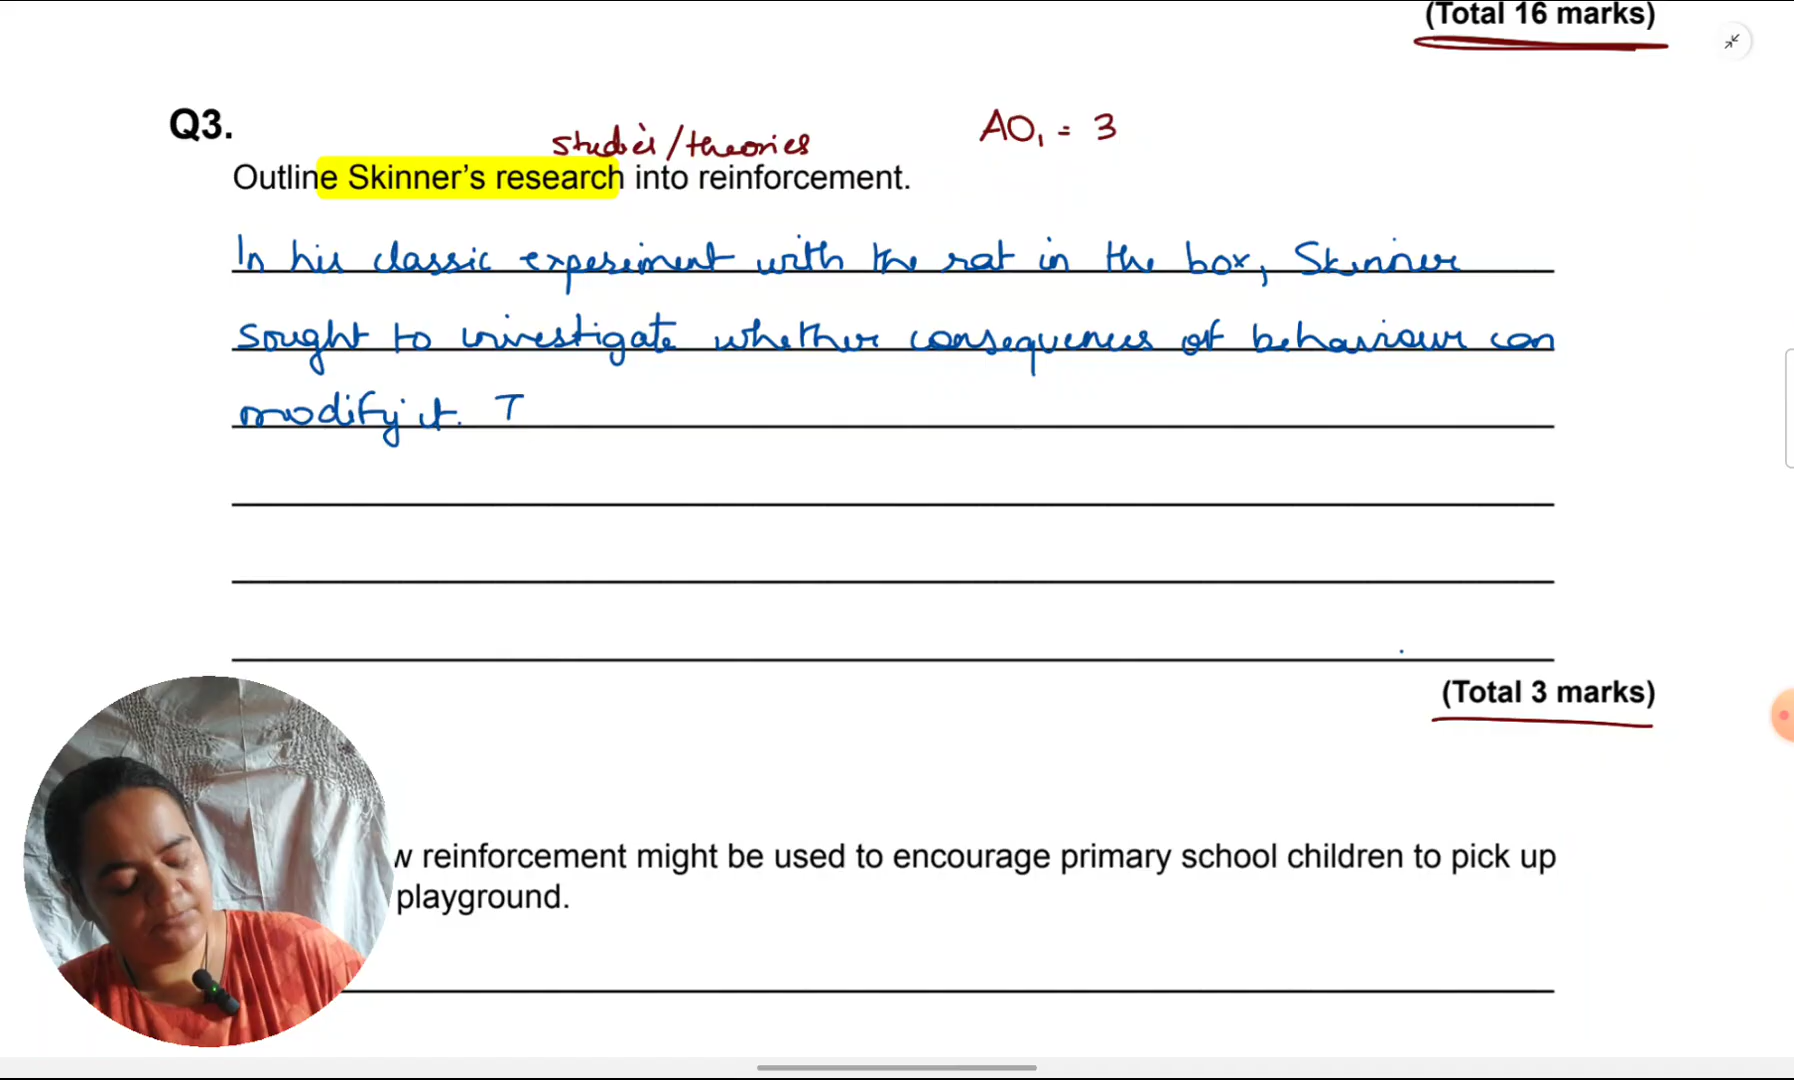 (Total 16 marks)
Q3.
studies/theories
AO1 = 3
Outline Skinner's research into reinforcement.
In his classic experiment with the rat in the box, Skinner
sought to investigate whether consequences of behaviour can
modify it. T
(Total 3 marks)
w reinforcement might be used to encourage primary school children to pick up
playground.